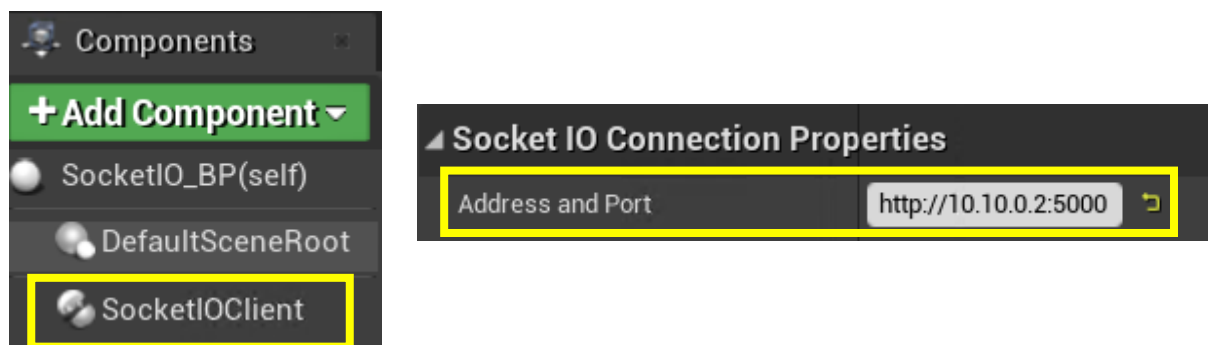 Components
+ Add Component
SocketIO_BP(self)
DefaultSceneRoot
SocketIOClient
Socket IO Connection Properties
Address and Port http://10.10.0.2:5000